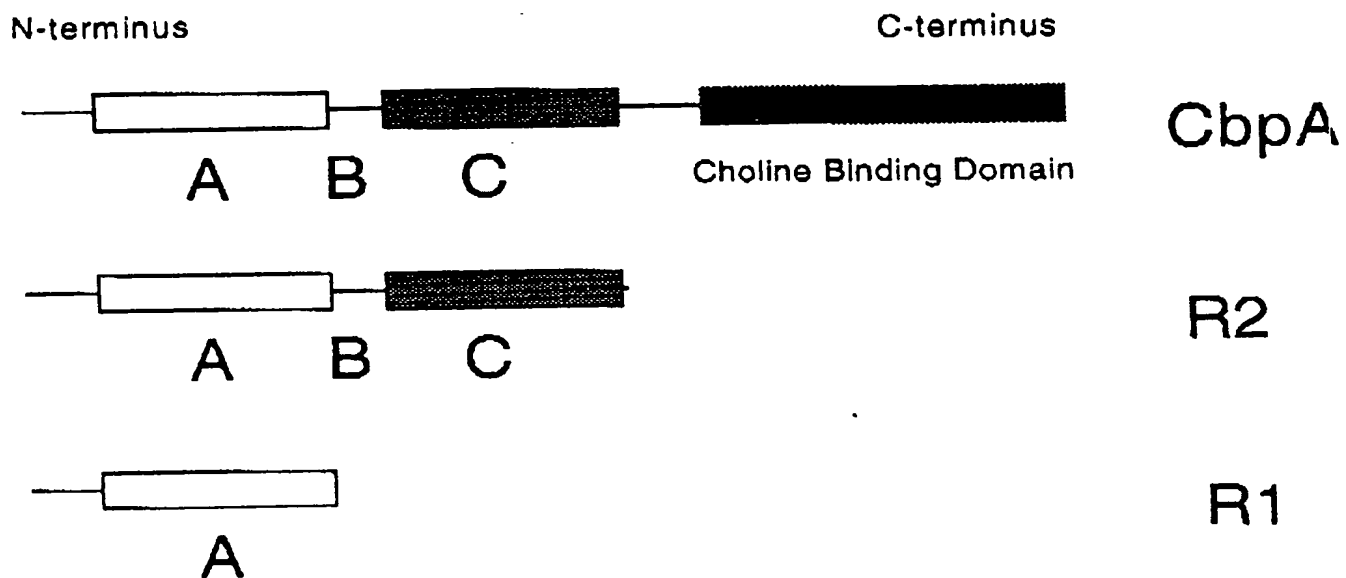 N-terminus C-terminus
CbpA
A B C Choline Binding Domain
R2
A B C
R1
A